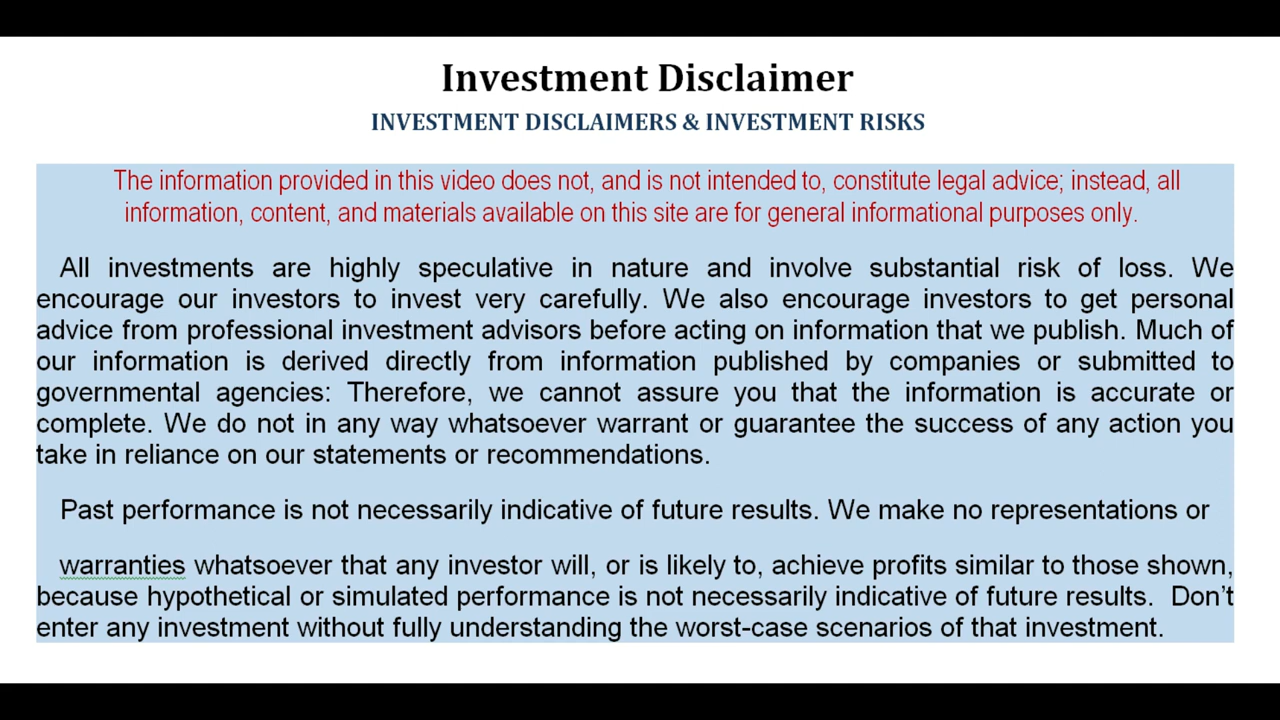 Investment Disclaimer
INVESTMENT DISCLAIMERS & INVESTMENT RISKS
The information provided in this video does not, and is not intended to, constitute legal advice; instead, all
information, content, and materials available on this site are for general informational purposes only.
All investments are highly speculative in nature and involve substantial risk of loss. We
encourage our investors to invest very carefully. We also encourage investors to get personal
advice from professional investment advisors before acting on information that we publish. Much of
our information is derived directly from information published by companies or submitted to
governmental agencies: Therefore, we cannot assure you that the information is accurate or
complete. We do not in any way whatsoever warrant or guarantee the success of any action you
take in reliance on our statements or recommendations.
Past performance is not necessarily indicative of future results. We make no representations or
warranties whatsoever that any investor will, or is likely to, achieve profits similar to those shown,
because hypothetical or simulated performance is not necessarily indicative of future results. Don’t
enter any investment without fully understanding the worst-case scenarios of that investment.